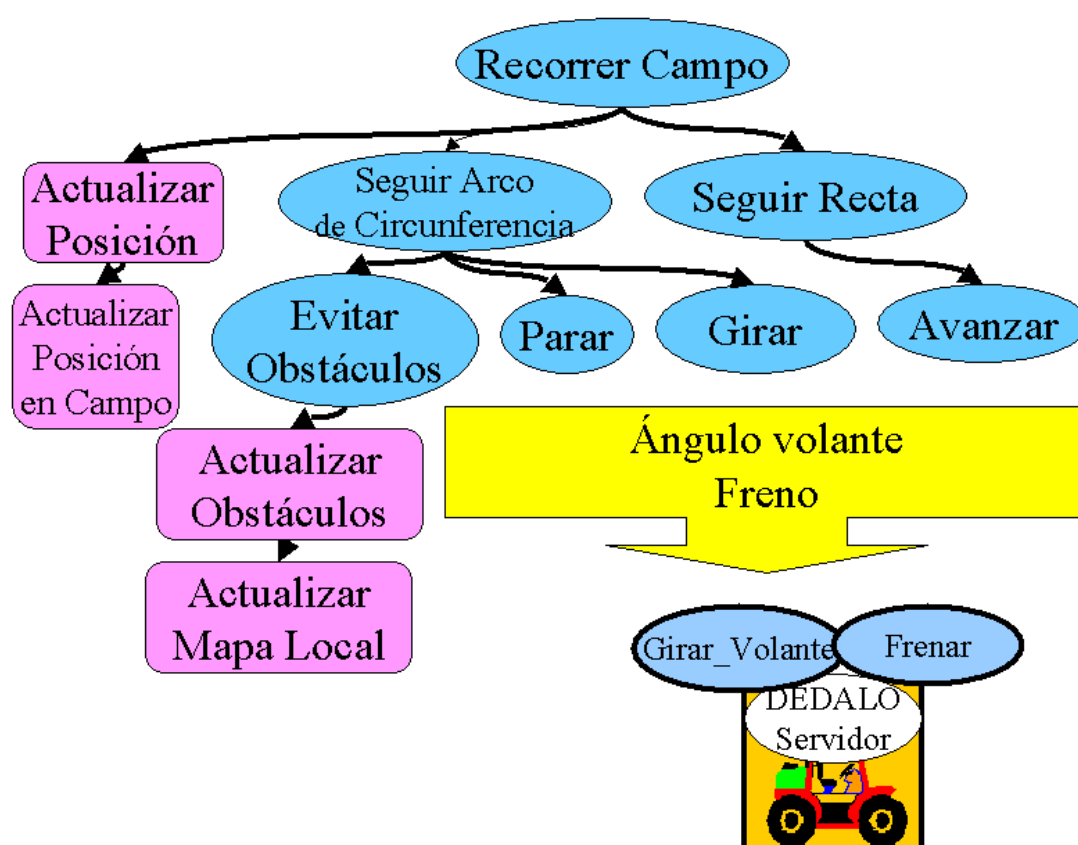 Recorrer Campo
Actualizar
Posición
Seguir Arco
de Circunferencia
Seguir Recta
Actualizar
Posición
en Campo
Evitar
Obstáculos
Parar
Girar
Avanzar
Actualizar
Obstáculos
Ángulo volante
Freno
Actualizar
Mapa Local
Girar_Volante
Frenar
DÉDALO
Servidor